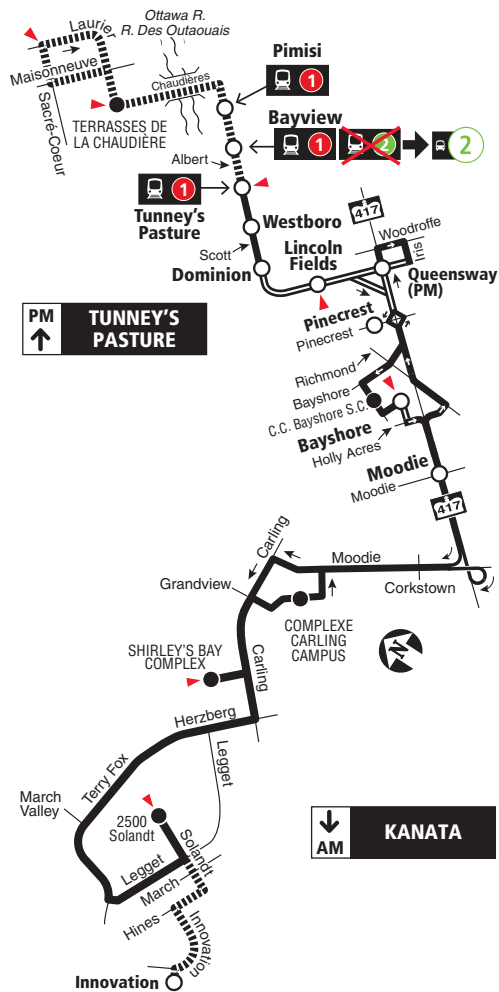 Ottawa R.
R. Des Outaouais
Laurier
Maisonneuve
Sacré-Coeur
Chaudières
TERRASSES DE
LA CHAUDIÈRE
Pimisi
1
Bayview
1
2
2
Albert
1
Tunney's
Pasture
Westboro
Scott
Dominion
Lincoln
Fields
417
Woodroffe
Iris
Queensway
(PM)
PM
TUNNEY'S
PASTURE
Pinecrest
Pinecrest
Richmond
Bayshore
C.C. Bayshore S.C.
Bayshore
Holly Acres
Moodie
Moodie
417
Carling
Moodie
Grandview
Corkstown
COMPLEXE
CARLING
CAMPUS
N
SHIRLEY'S BAY
COMPLEX
Carling
Herzberg
Legget
Terry Fox
March
Valley
2500
Solandt
Solandt
Legget
March
Hines
Innovation
Innovation
AM
KANATA